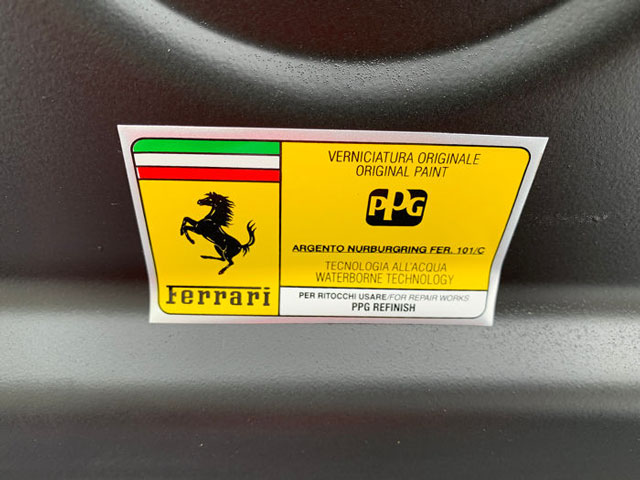 Ferrari
VERNICIATURA ORIGINALE
ORIGINAL PAINT
PPG
ARGENTO NURBURGRING FER. 101/C
TECNOLOGIA ALL'ACQUA
WATERBORNE TECHNOLOGY
PER RITOCCHI USARE/FOR REPAIR WORKS
PPG REFINISH